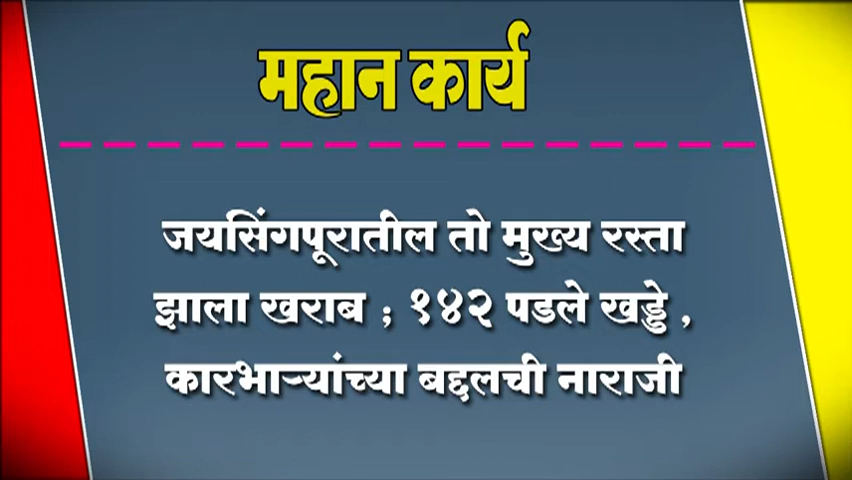 महान कार्य
जयसिंगपूरातील तो मुख्य रस्ता
झाला खराब ; १४२ पडले खड्डे ,
कारभाऱ्यांच्या बद्दलची नाराजी